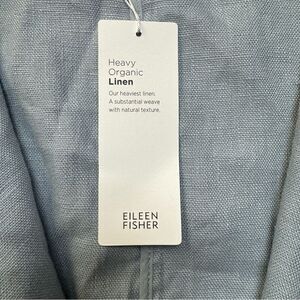 Heavy
Organic
Linen
Our heaviest linen.
A substantial weave
with natural texture.
EILEEN
FISHER